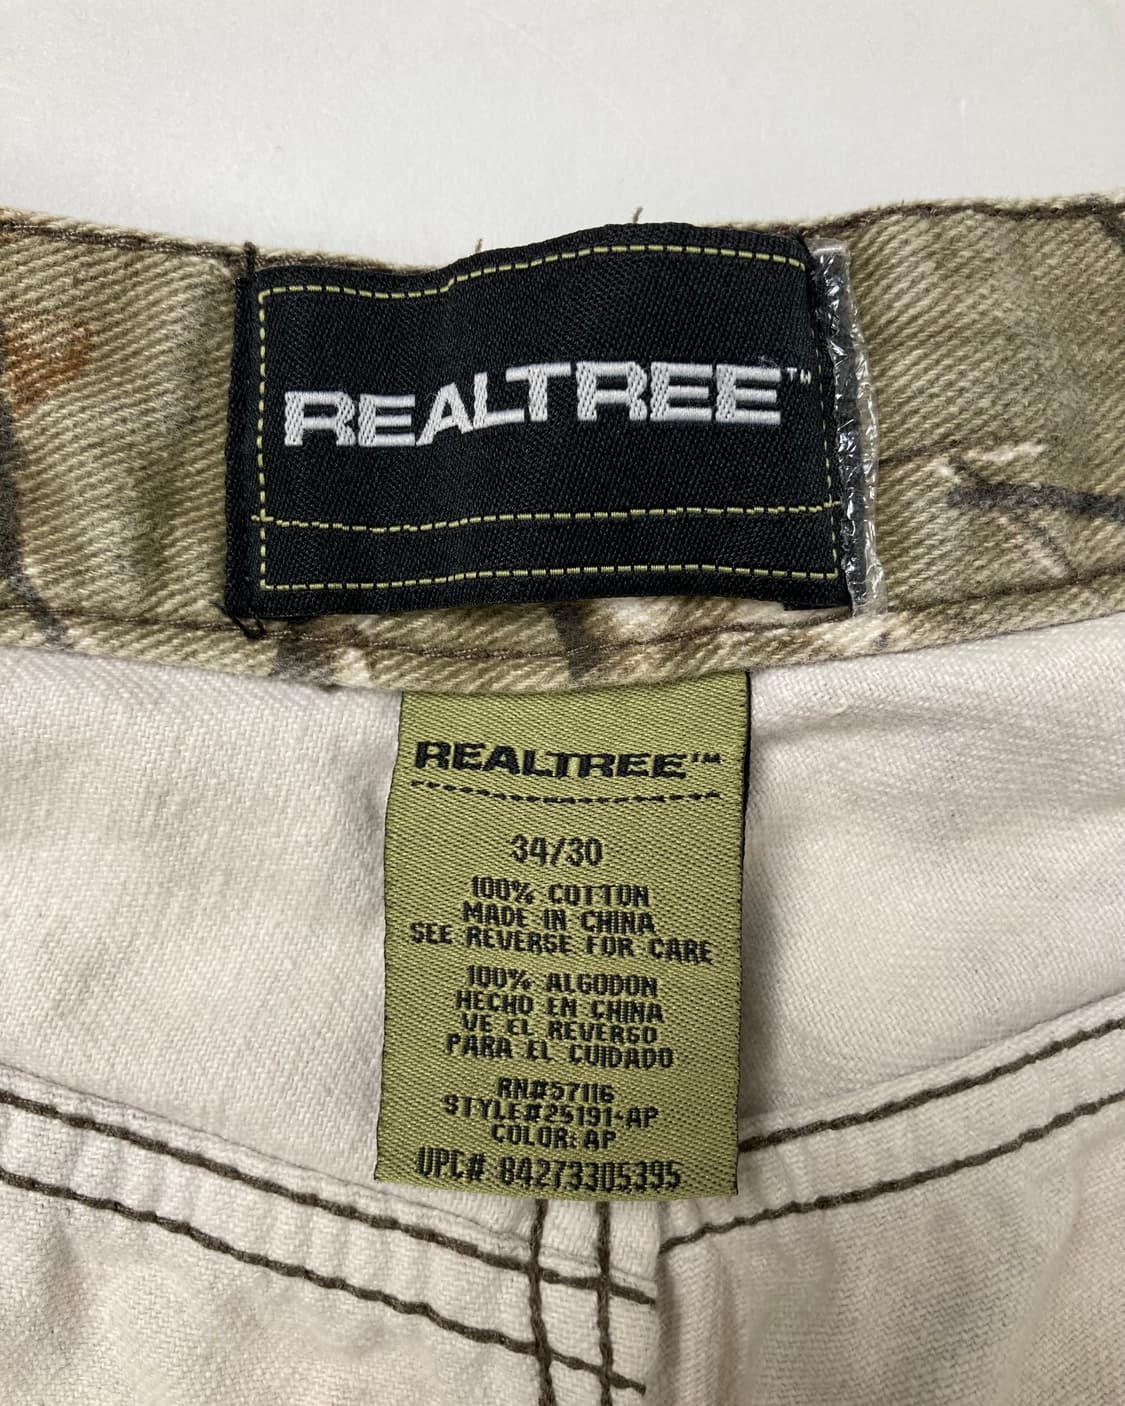 REALTREE™
REALTREE™
34/30
100% COTTON
MADE IN CHINA
SEE REVERSE FOR CARE
100% ALGODON
HECHO EN CHINA
VE EL REVERSO
PARA EL CUIDADO
RN#57116
STYLE#25191-AP
COLOR: AP
UPC# 84273305395